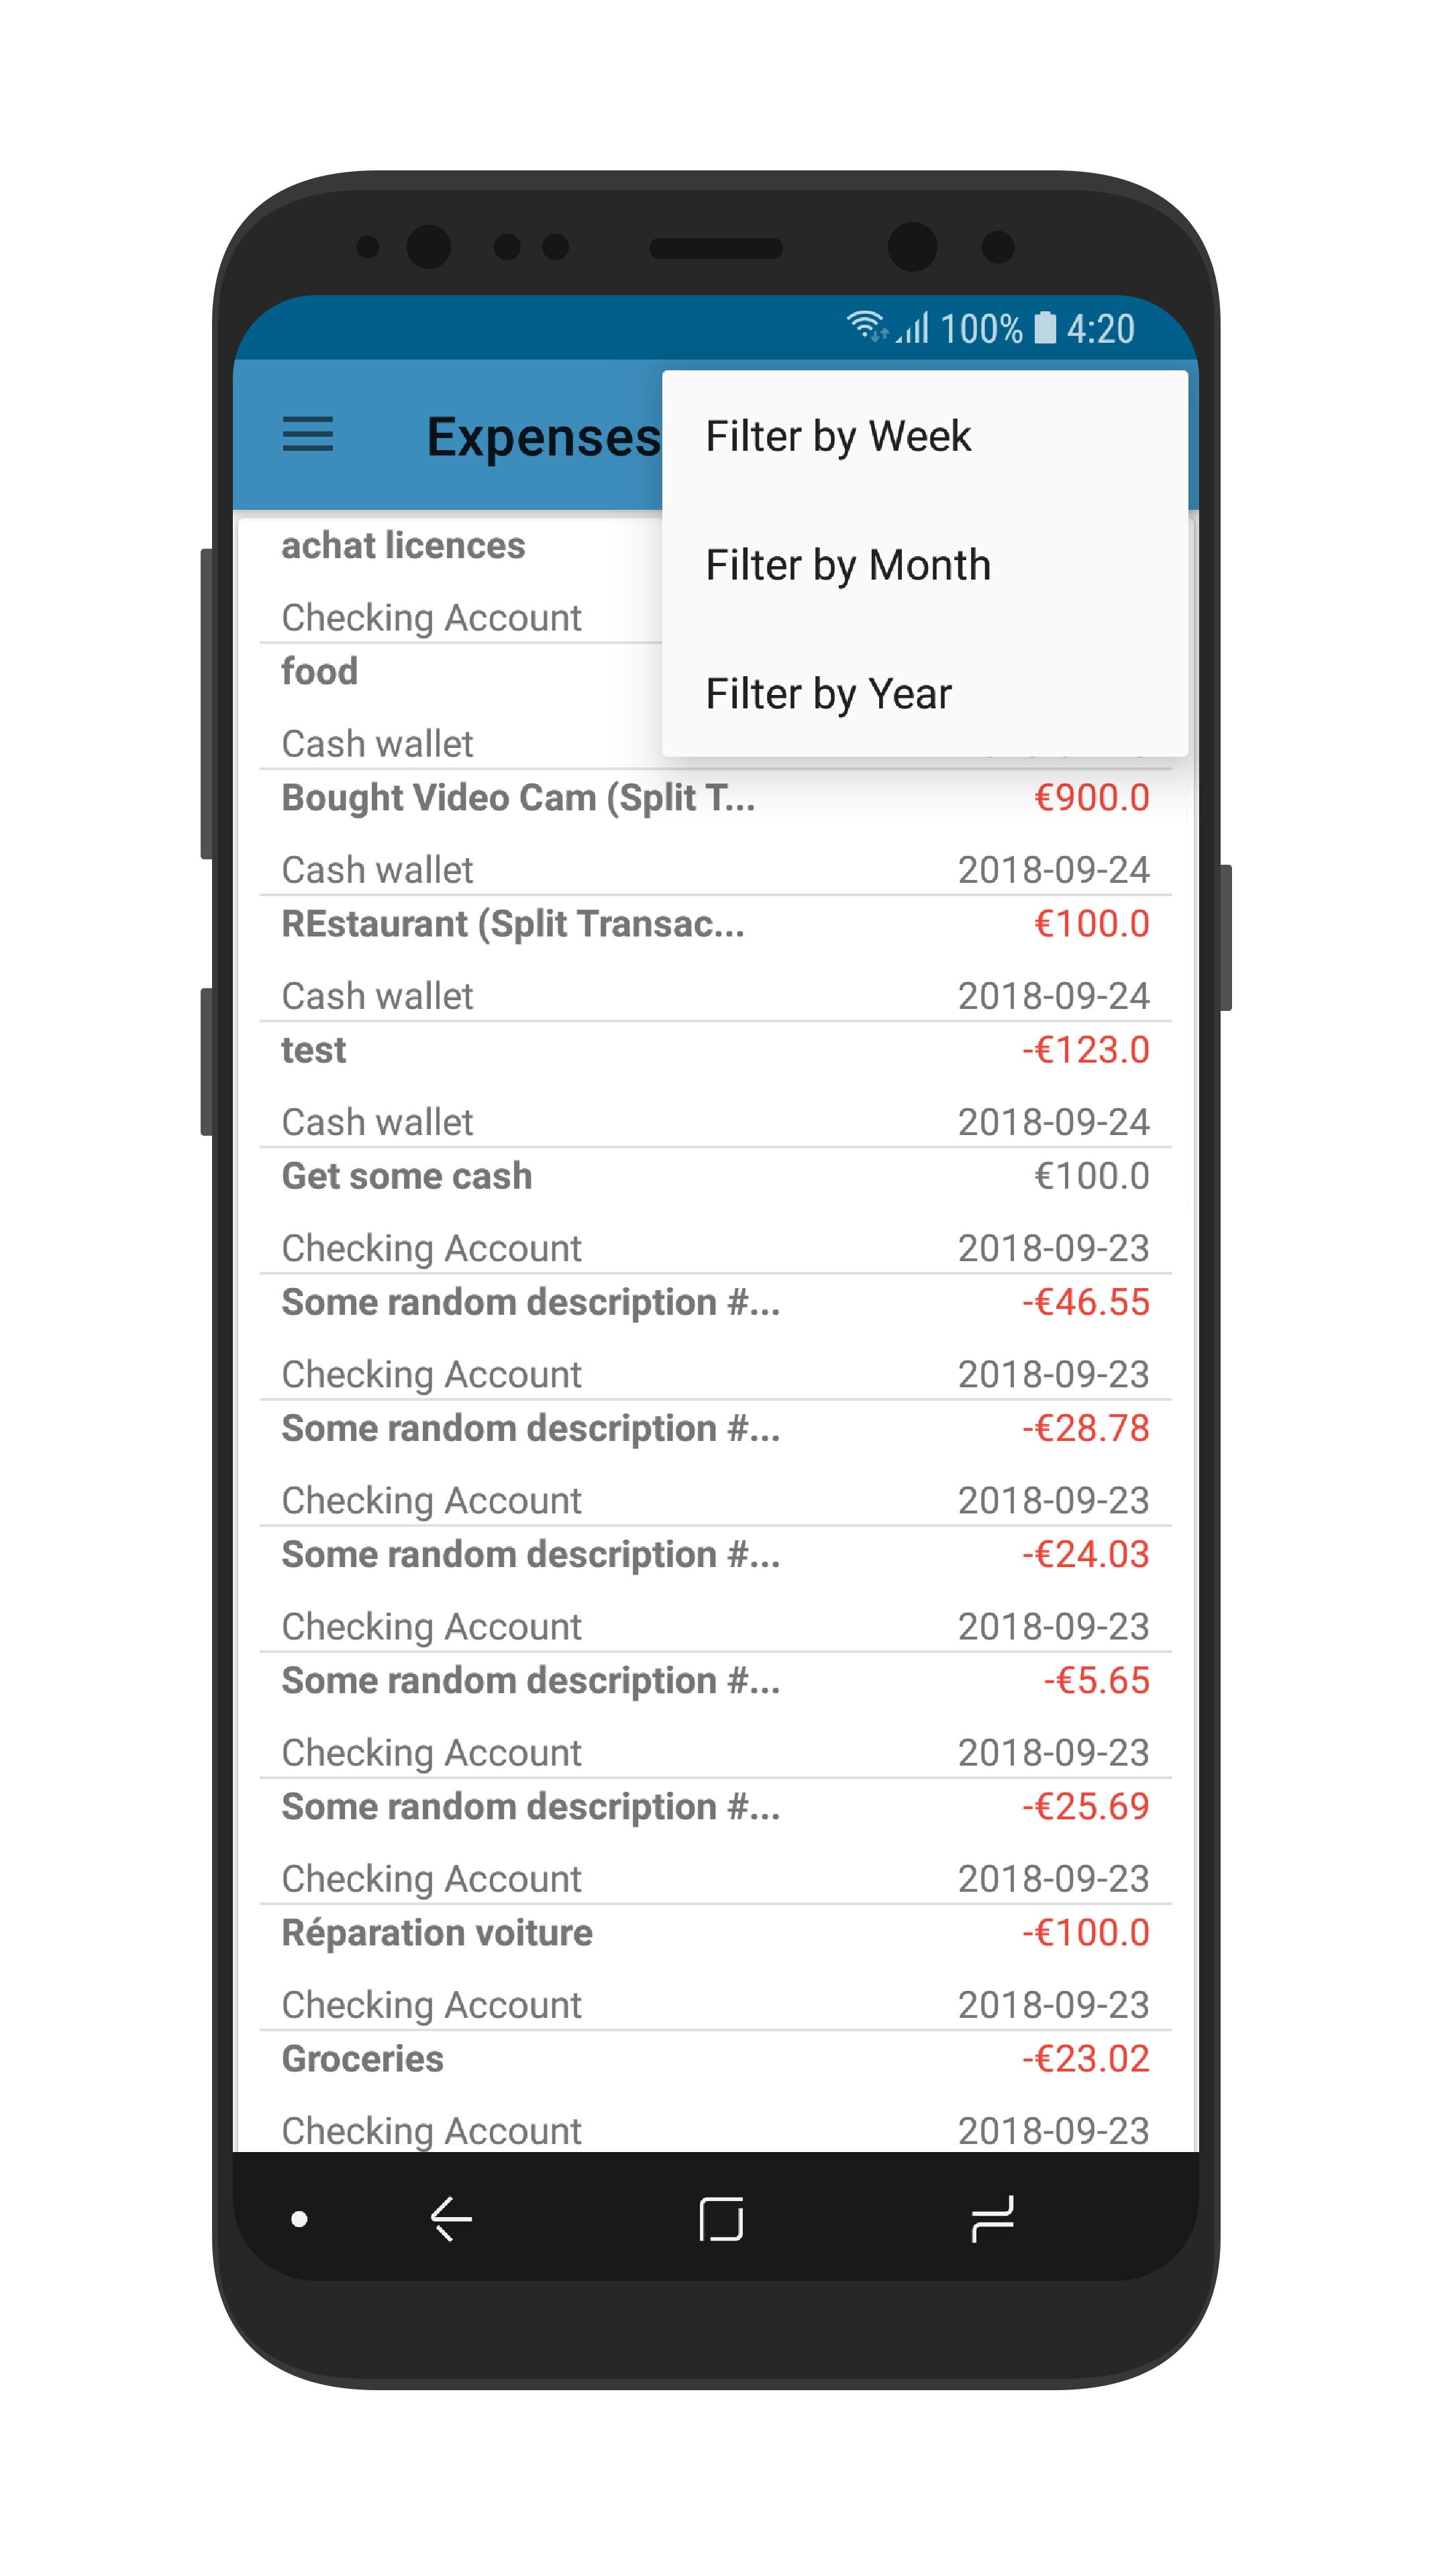 100% 4:20
Expenses
Filter by Week
Filter by Month
Filter by Year
achat licences
Checking Account
food
Cash wallet
Bought Video Cam (Split T... €900.0
Cash wallet 2018-09-24
REstaurant (Split Transac... €100.0
Cash wallet 2018-09-24
test -€123.0
Cash wallet 2018-09-24
Get some cash €100.0
Checking Account 2018-09-23
Some random description #... -€46.55
Checking Account 2018-09-23
Some random description #... -€28.78
Checking Account 2018-09-23
Some random description #... -€24.03
Checking Account 2018-09-23
Some random description #... -€5.65
Checking Account 2018-09-23
Some random description #... -€25.69
Checking Account 2018-09-23
Réparation voiture -€100.0
Checking Account 2018-09-23
Groceries -€23.02
Checking Account 2018-09-23